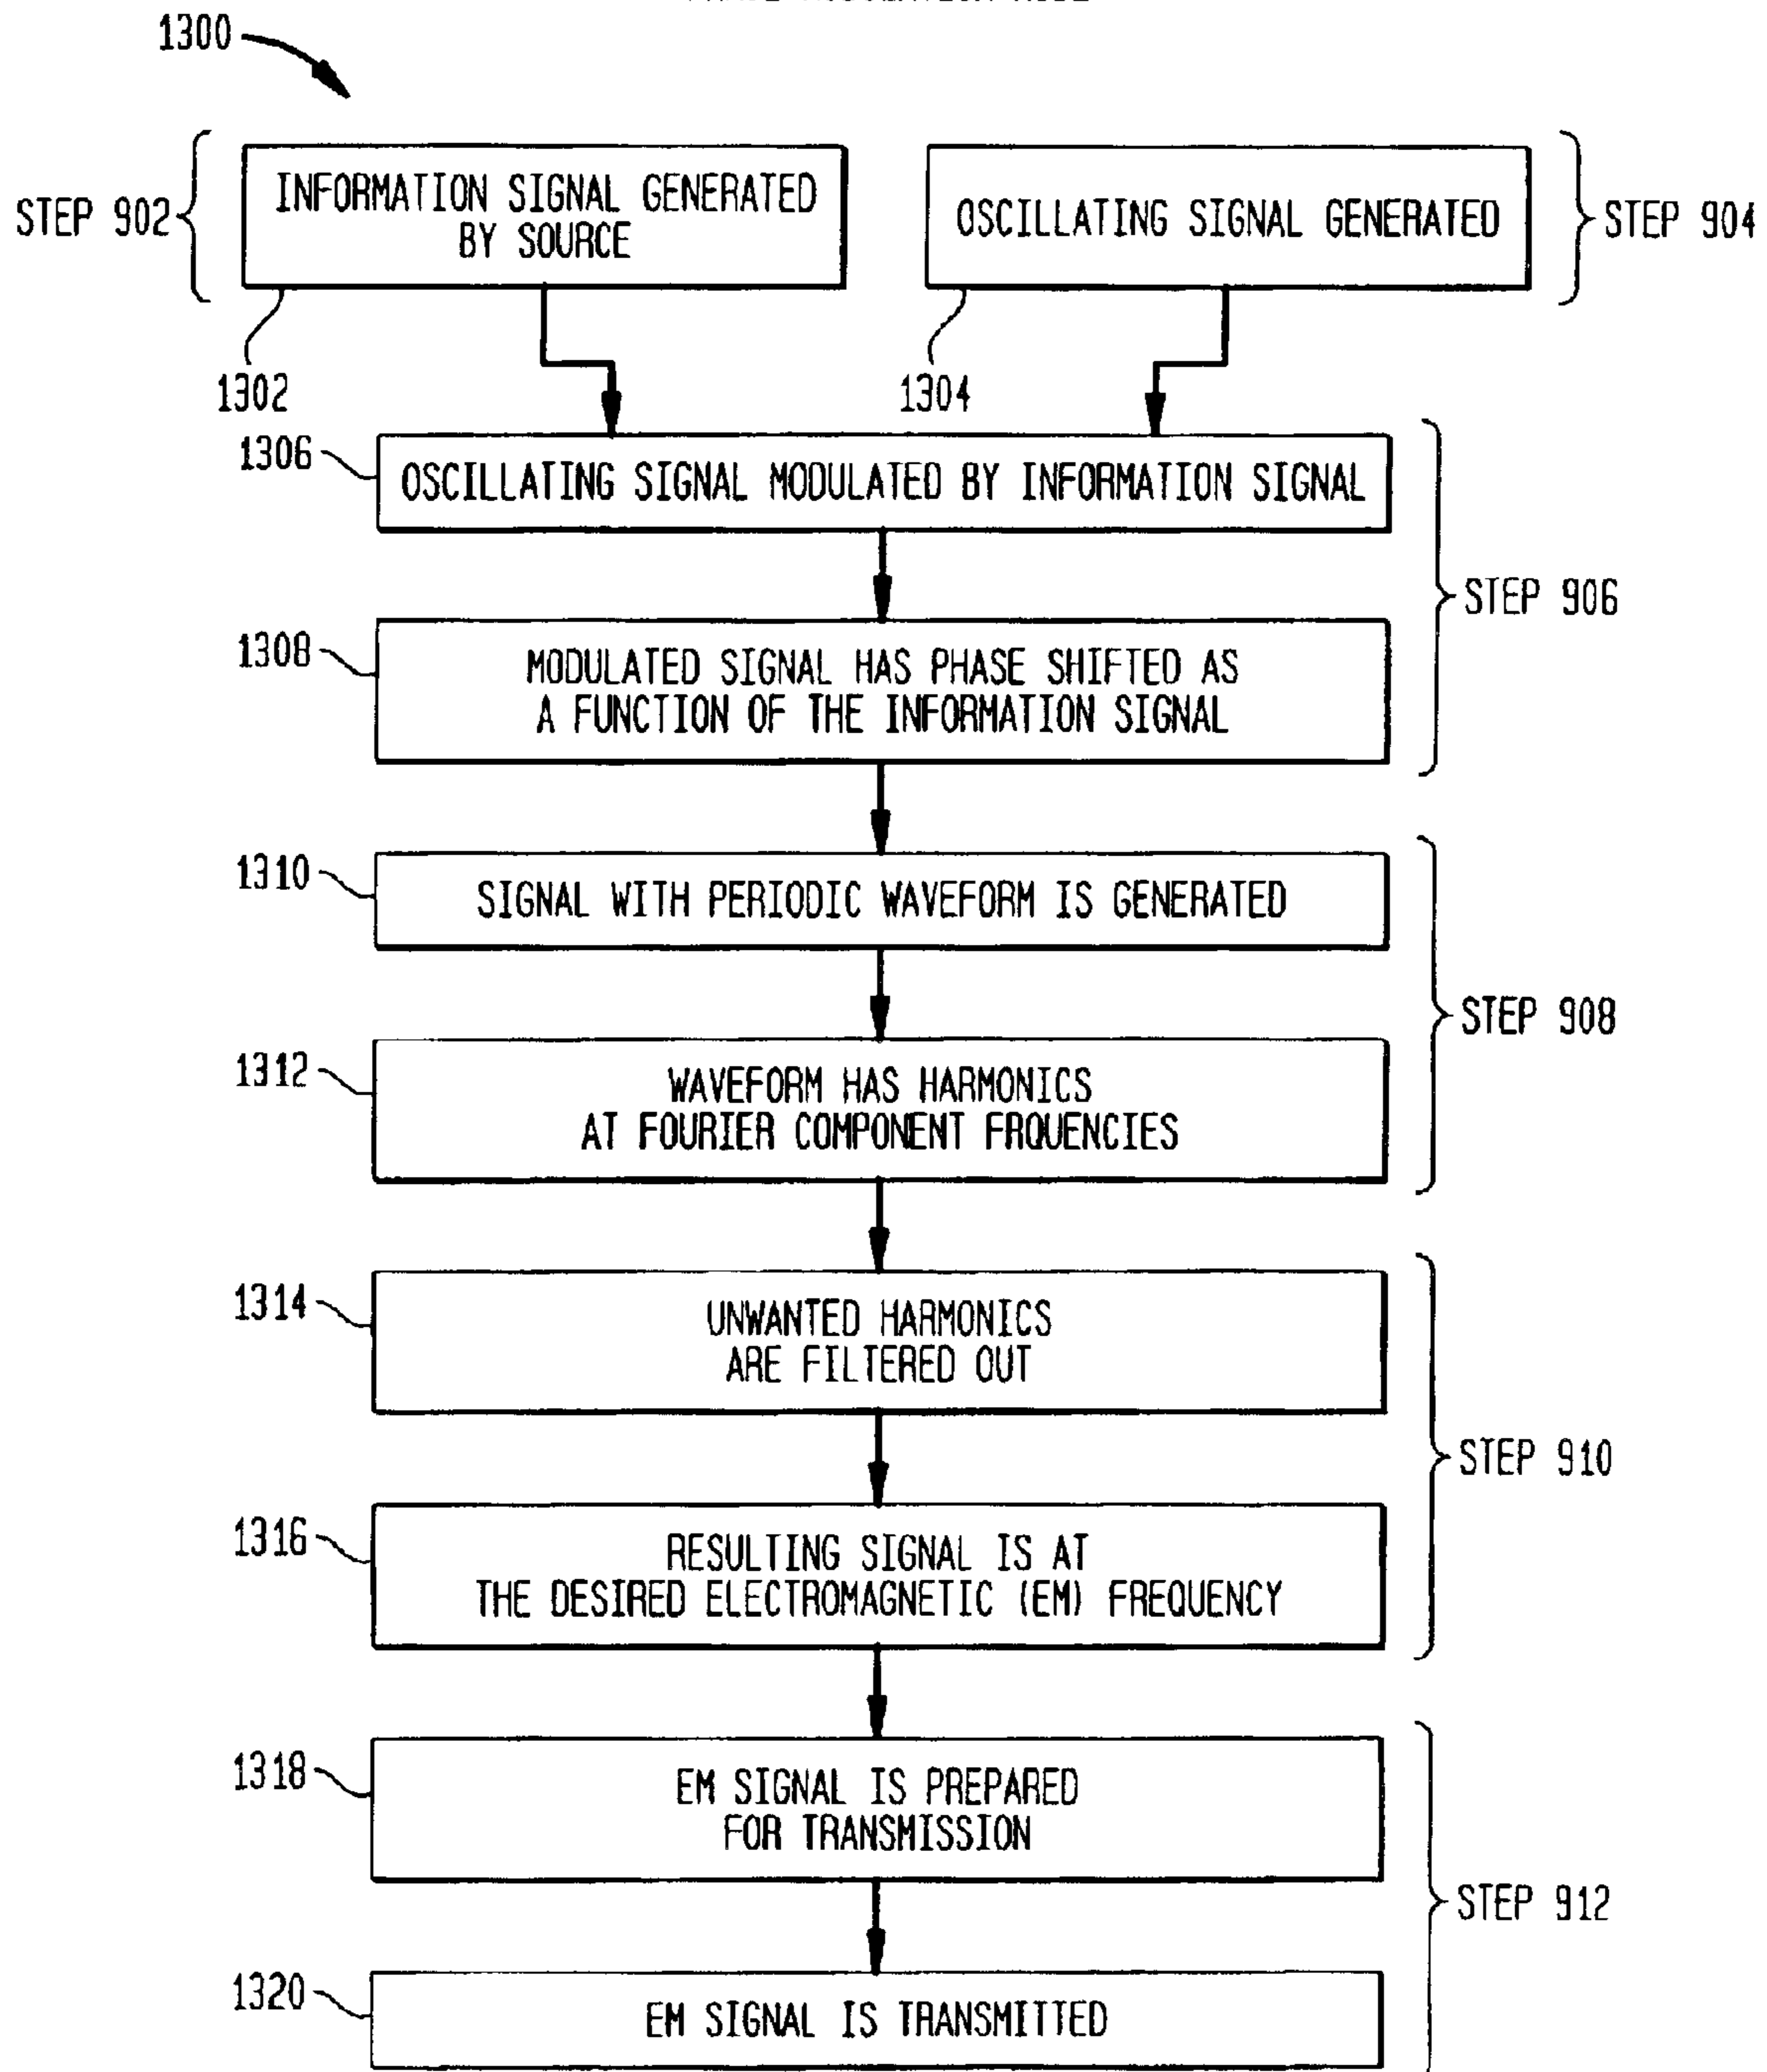 1300
STEP 902
INFORMATION SIGNAL GENERATED
BY SOURCE
OSCILLATING SIGNAL GENERATED
STEP 904
1302
1304
1306
OSCILLATING SIGNAL MODULATED BY INFORMATION SIGNAL
STEP 906
1308
MODULATED SIGNAL HAS PHASE SHIFTED AS
A FUNCTION OF THE INFORMATION SIGNAL
1310
SIGNAL WITH PERIODIC WAVEFORM IS GENERATED
STEP 908
1312
WAVEFORM HAS HARMONICS
AT FOURIER COMPONENT FRQUENCIES
1314
UNWANTED HARMONICS
ARE FILTERED OUT
STEP 910
1316
RESULTING SIGNAL IS AT
THE DESIRED ELECTROMAGNETIC (EM) FREQUENCY
1318
EM SIGNAL IS PREPARED
FOR TRANSMISSION
STEP 912
1320
EM SIGNAL IS TRANSMITTED